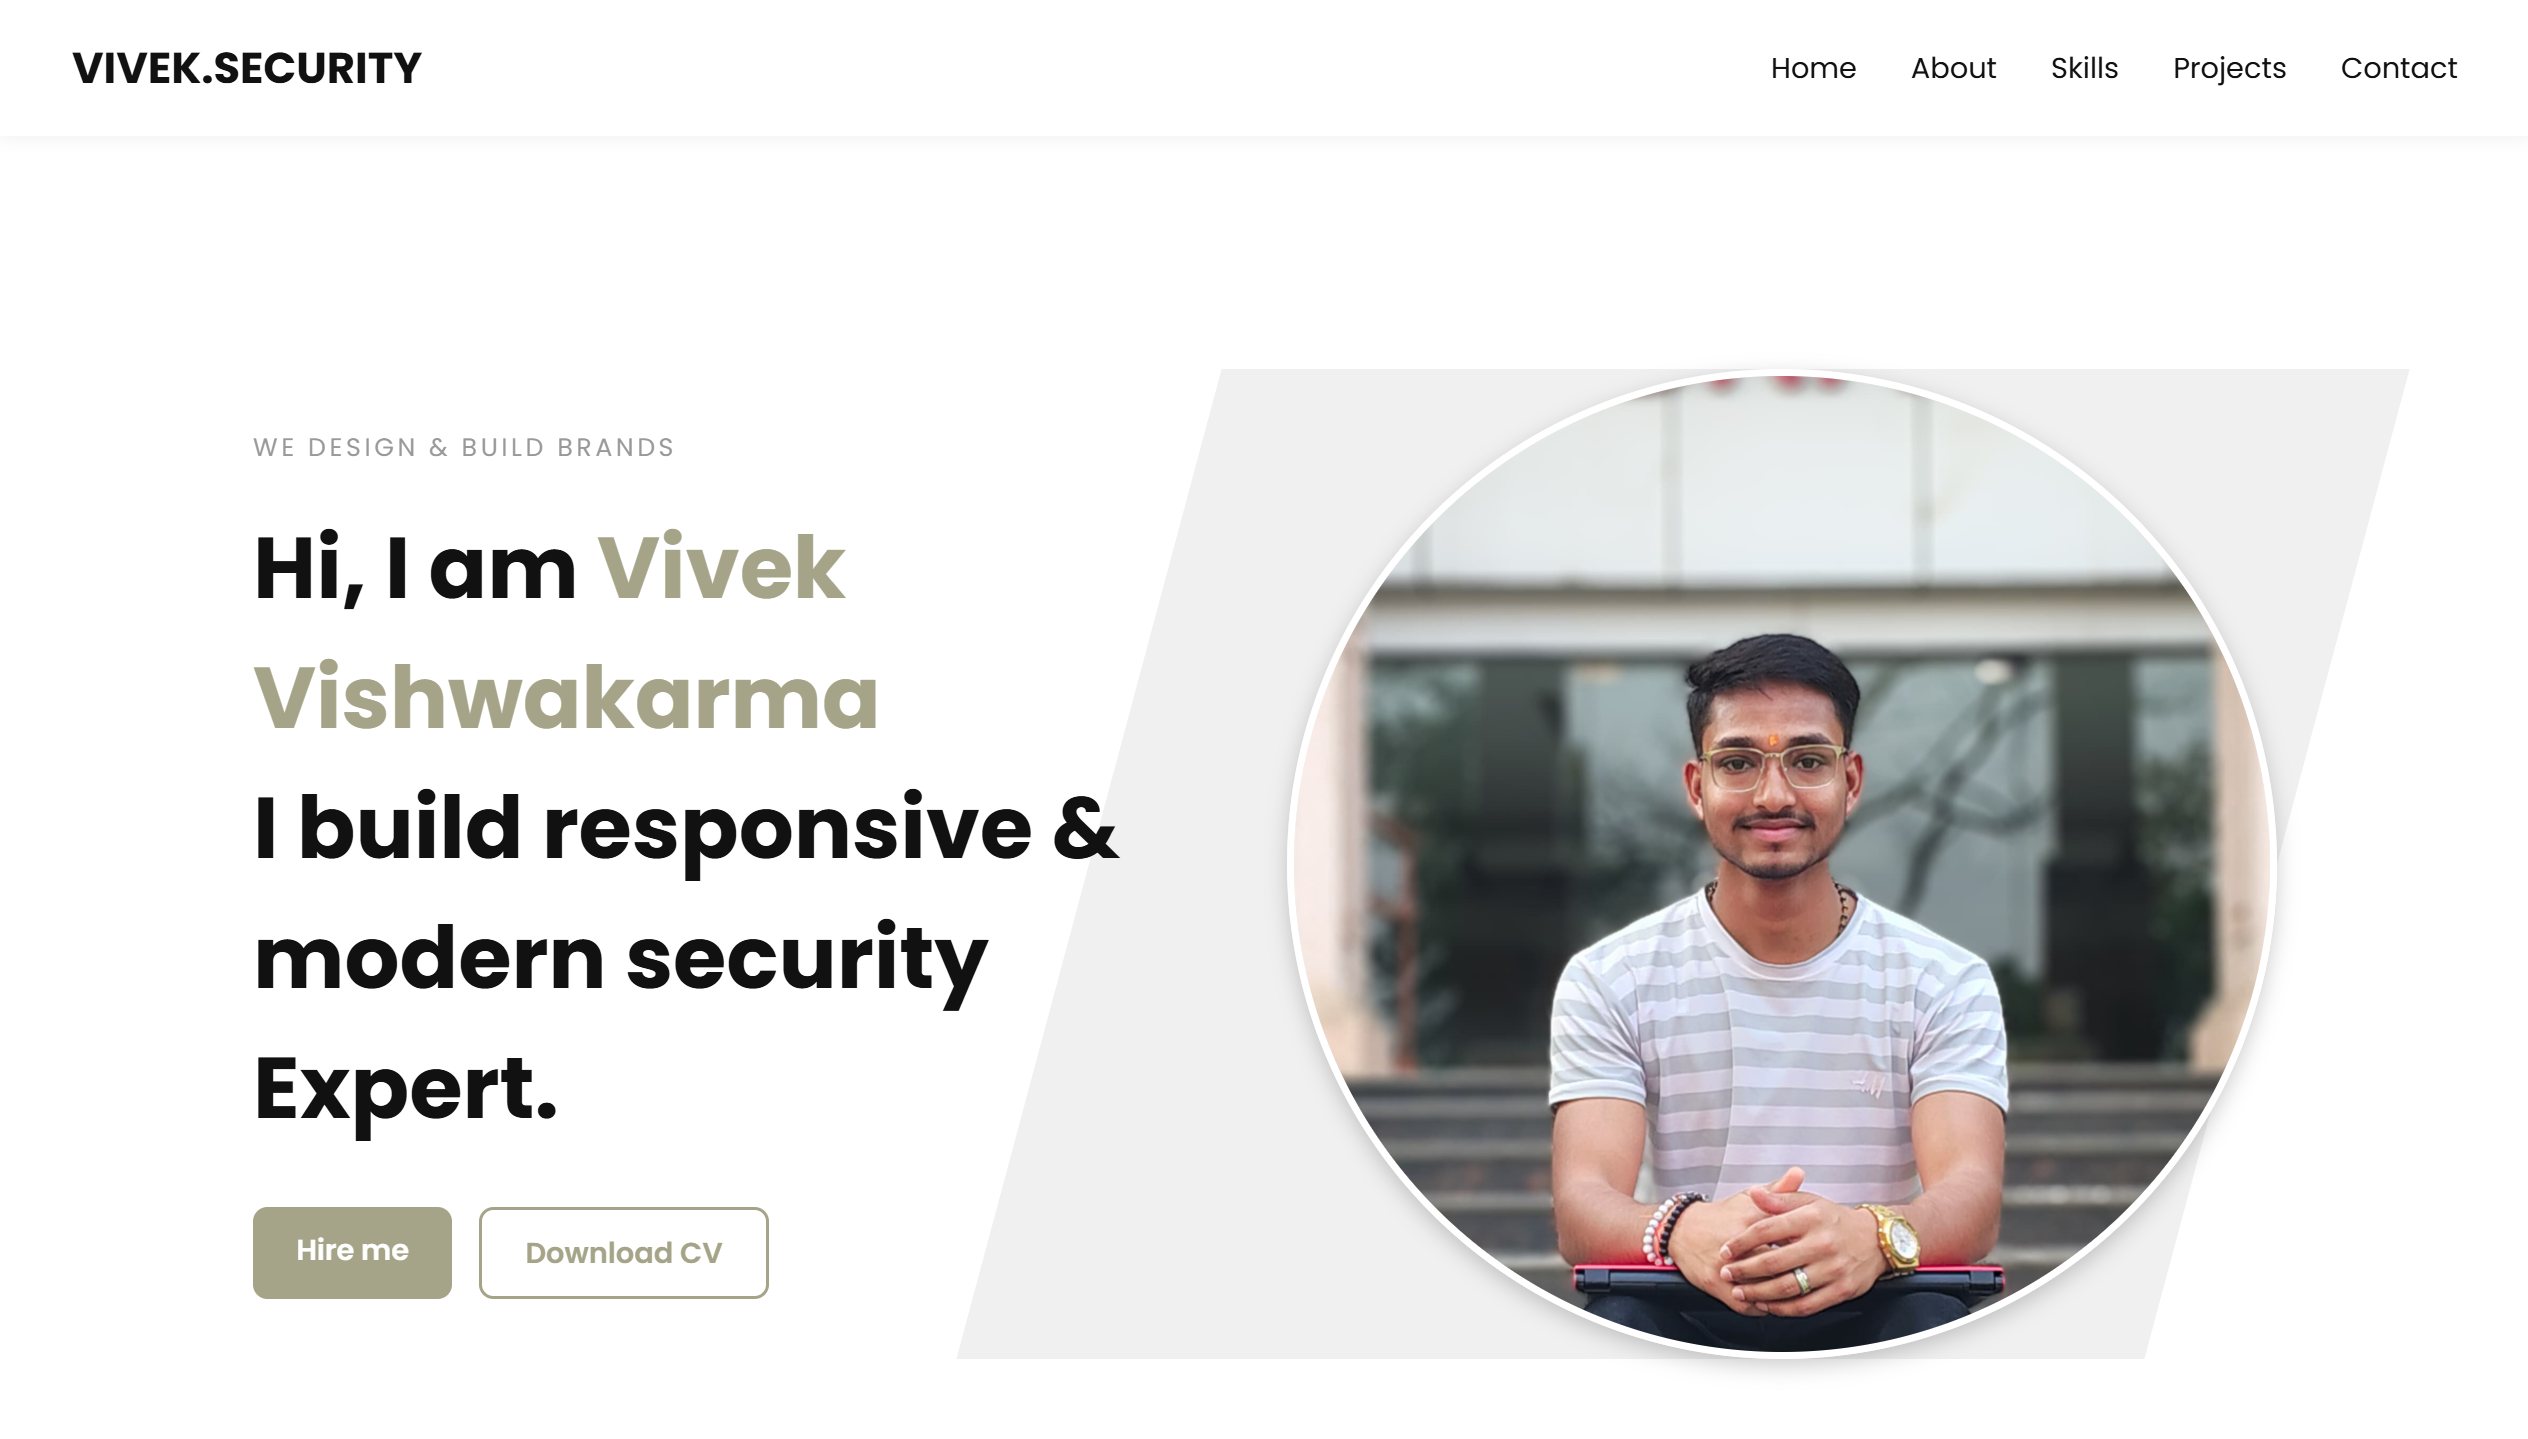 VIVEK.SECURITY
Home About Skills Projects Contact
WE DESIGN & BUILD BRANDS
Hi, I am Vivek
Vishwakarma
I build responsive &
modern security
Expert.
Hire me
Download CV